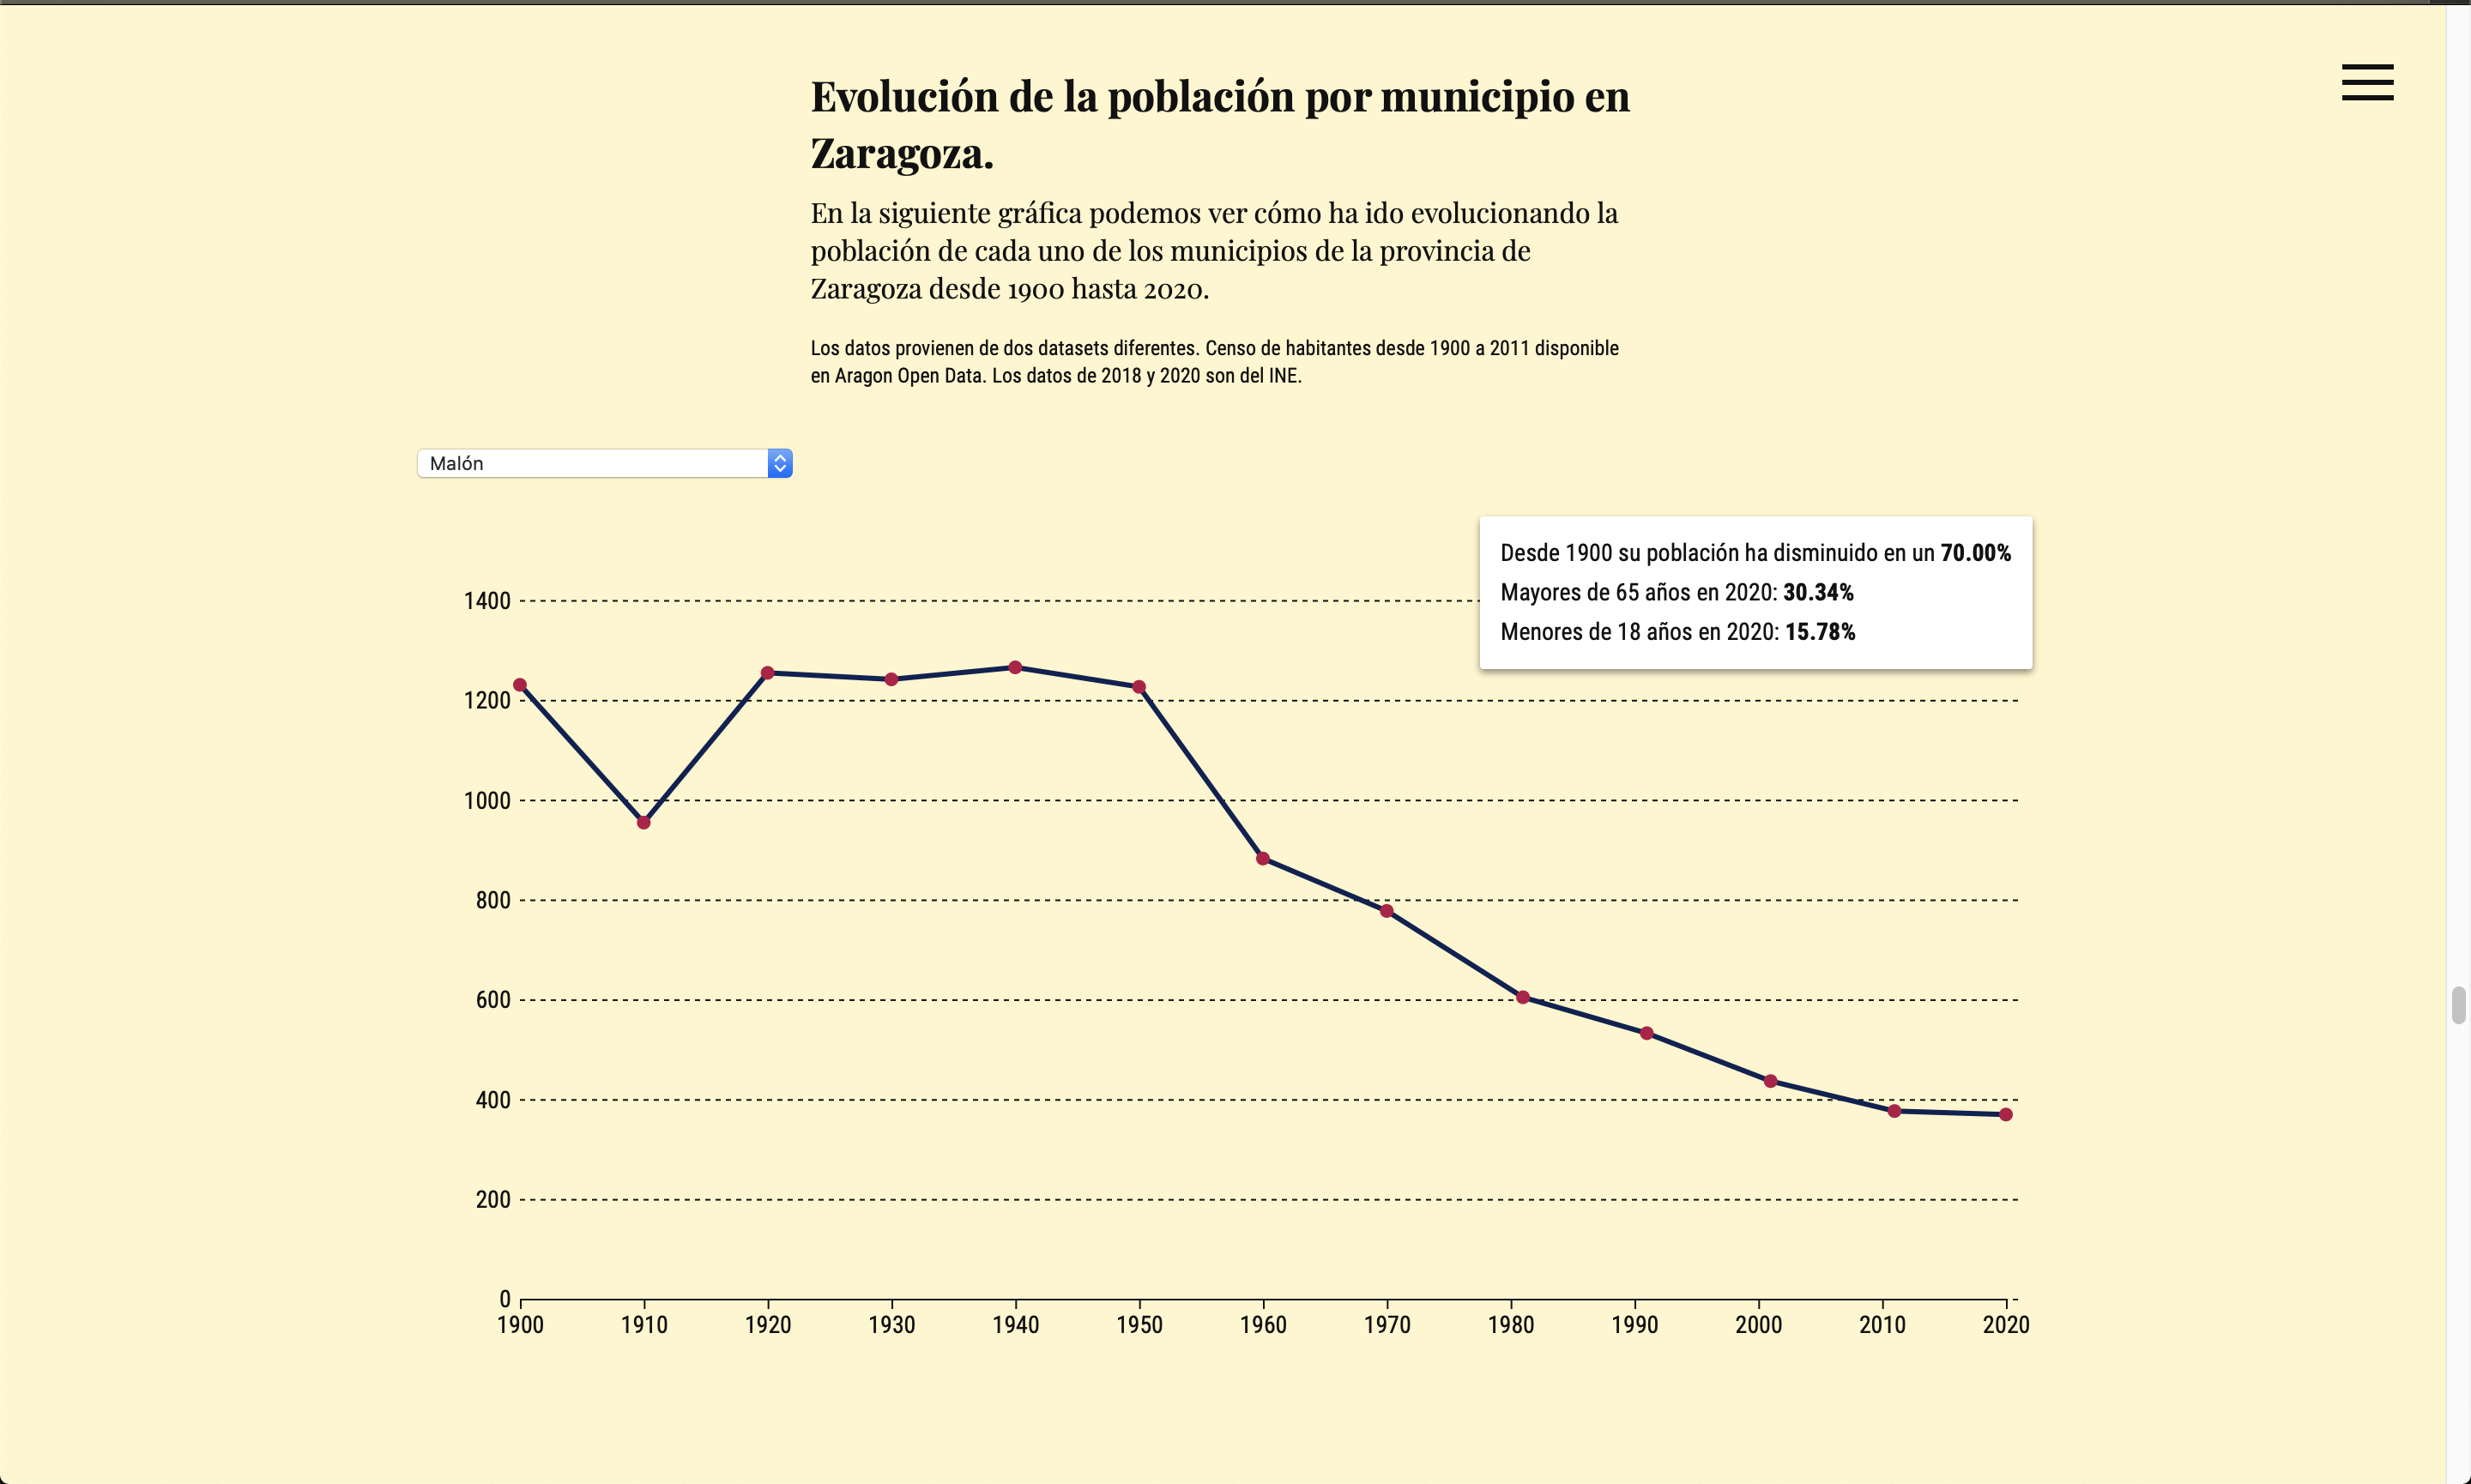 Evolución de la población por municipio en
Zaragoza.
En la siguiente gráfica podemos ver cómo ha ido evolucionando la
población de cada uno de los municipios de la provincia de
Zaragoza desde 1900 hasta 2020.
Los datos provienen de dos datasets diferentes. Censo de habitantes desde 1900 a 2011 disponible
en Aragon Open Data. Los datos de 2018 y 2020 son del INE.
Malón
Desde 1900 su población ha disminuido en un 70.00%
Mayores de 65 años en 2020: 30.34%
Menores de 18 años en 2020: 15.78%
1400
1200
1000
800
600
400
200
0
1900 1910 1920 1930 1940 1950 1960 1970 1980 1990 2000 2010 2020